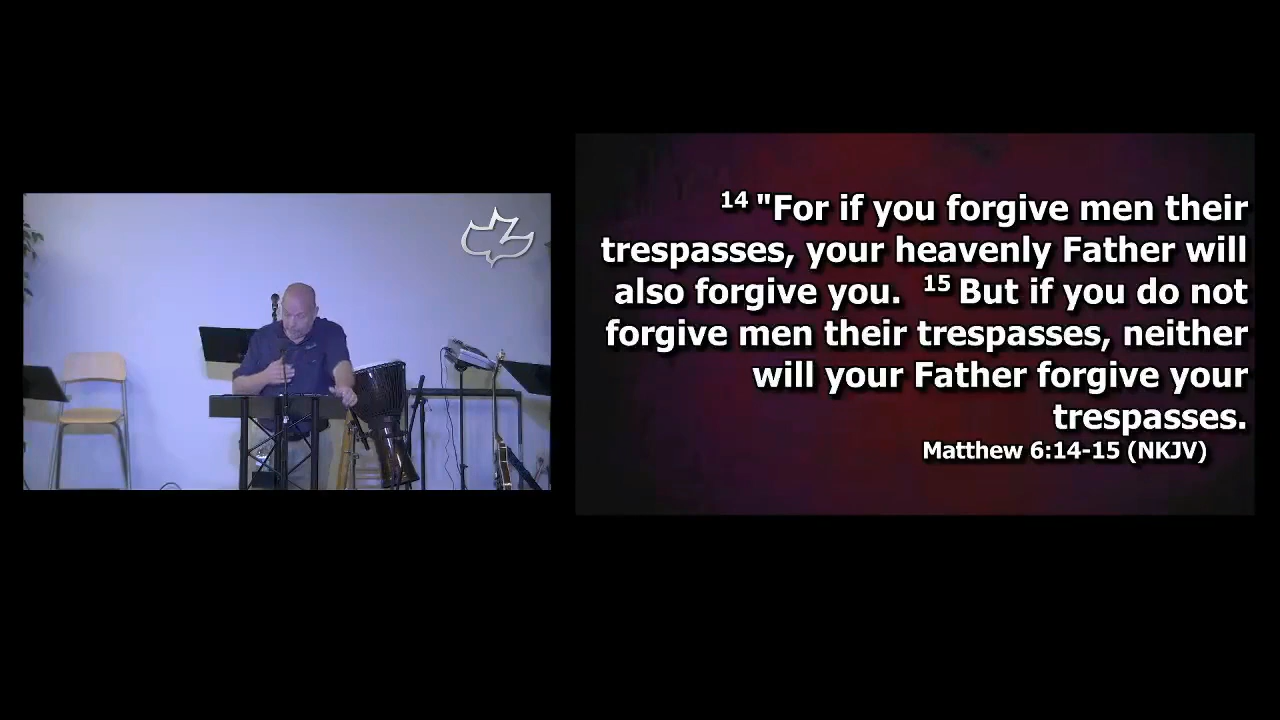 14 "For if you forgive men their
trespasses, your heavenly Father will
also forgive you. 15 But if you do not
forgive men their trespasses, neither
will your Father forgive your
trespasses.
Matthew 6:14-15 (NKJV)